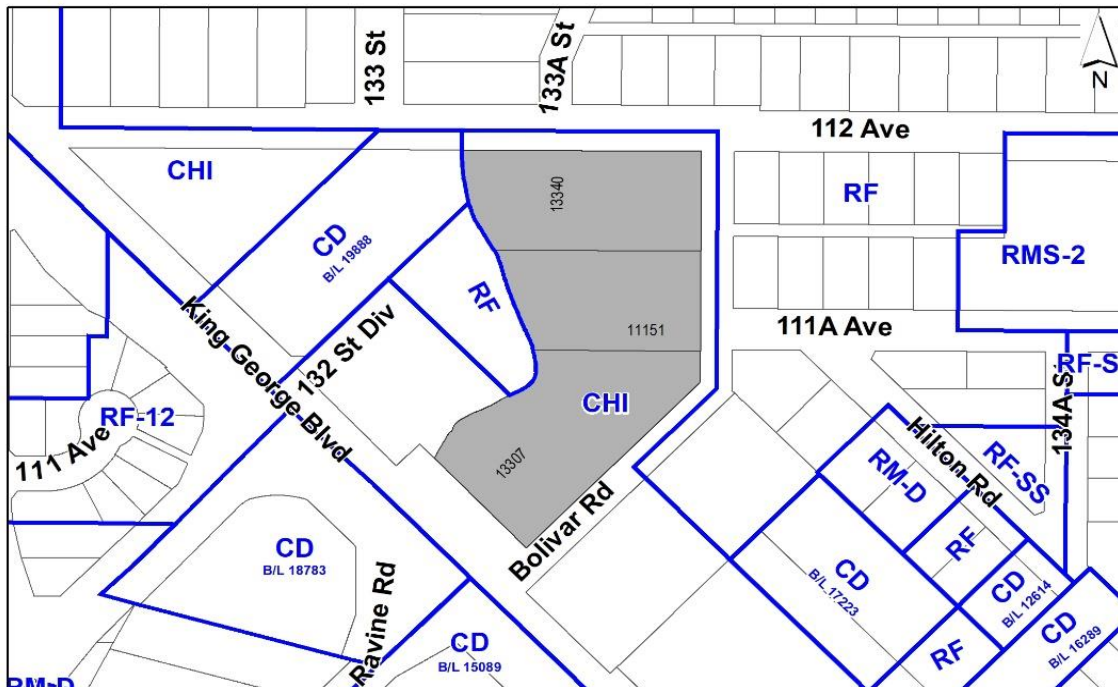 133 St
133A St
N
112 Ave
CHI
13340
RF
CD
B/L 19888
RMS-2
RF
11151
111A Ave
King George Blvd
132 St Div
CHI
RF-S
134A S
RF-12
111 Ave
13307
Hilton Rd
RM-D
RF-SS
Bolivar Rd
RF
CD
B/L 18783
CD
B/L 17223
CD
B/L 12614
Ravine Rd
CD
B/L 15089
CD
B/L 16289
RF
RM-D